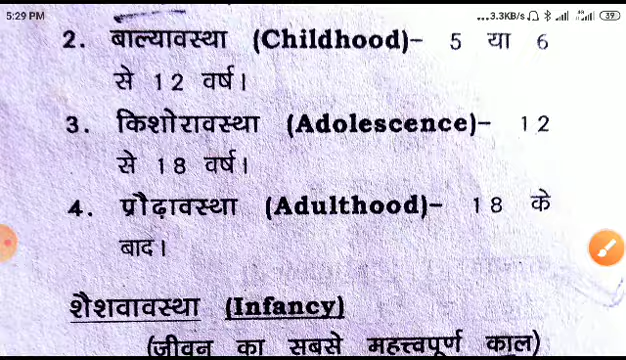 5:29 PM
...3.3KB/s 39
2. बाल्यावस्था (Childhood)- 5 या 6
से 12 वर्ष।
3. किशोरावस्था (Adolescence)- 12
से 18 वर्ष।
4. प्रौढ़ावस्था (Adulthood)- 18 के
बाद।
शैशवावस्था (Infancy)
(जीवन का सबसे महत्त्वपूर्ण काल)